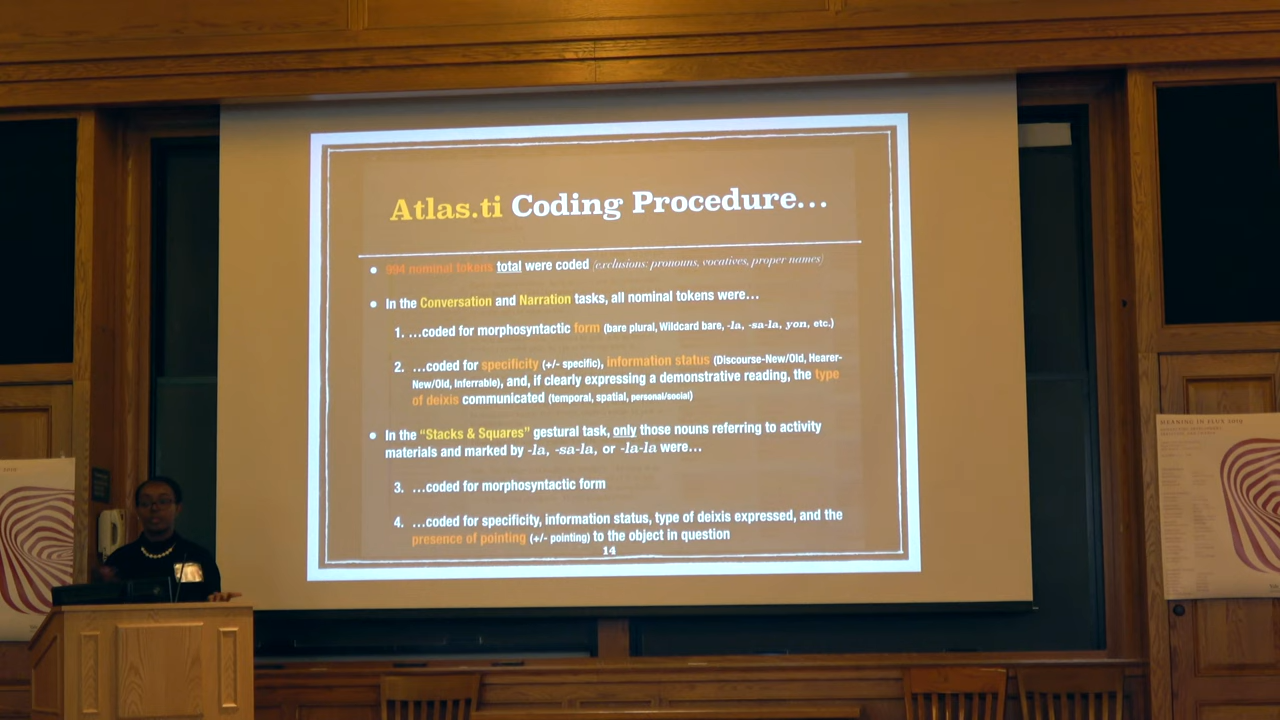 Atlas.ti Coding Procedure...
• 994 nominal tokens total were coded [exclusions: pronouns, vocatives, proper names]
• In the Conversation and Narration tasks, all nominal tokens were...
1. ...coded for morphosyntactic form (bare plural, Wildcard bare, -la, -sa-la, yon, etc.)
2. ...coded for specificity (+/- specific), information status (Discourse-New/Old, Hearer-
New/Old, Inferrable), and, if clearly expressing a demonstrative reading, the type
of deixis communicated (temporal, spatial, personal/social)
• In the "Stacks & Squares" gestural task, only those nouns referring to activity
materials and marked by -la, -sa-la, or -la-la were...
3. ...coded for morphosyntactic form
4. ...coded for specificity, information status, type of deixis expressed, and the
presence of pointing (+/- pointing) to the object in question
14
MEANING IN FLUX 2019